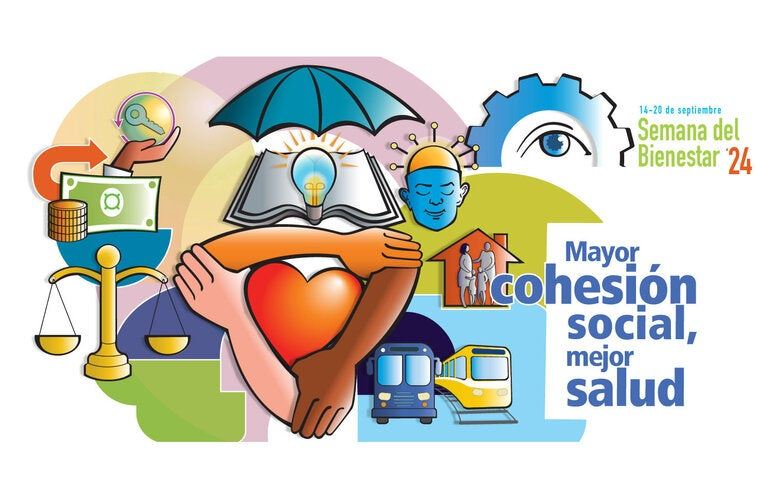 14-20 de septiembre
Semana del
Bienestar '24
Mayor
cohesión
social,
mejor
salud